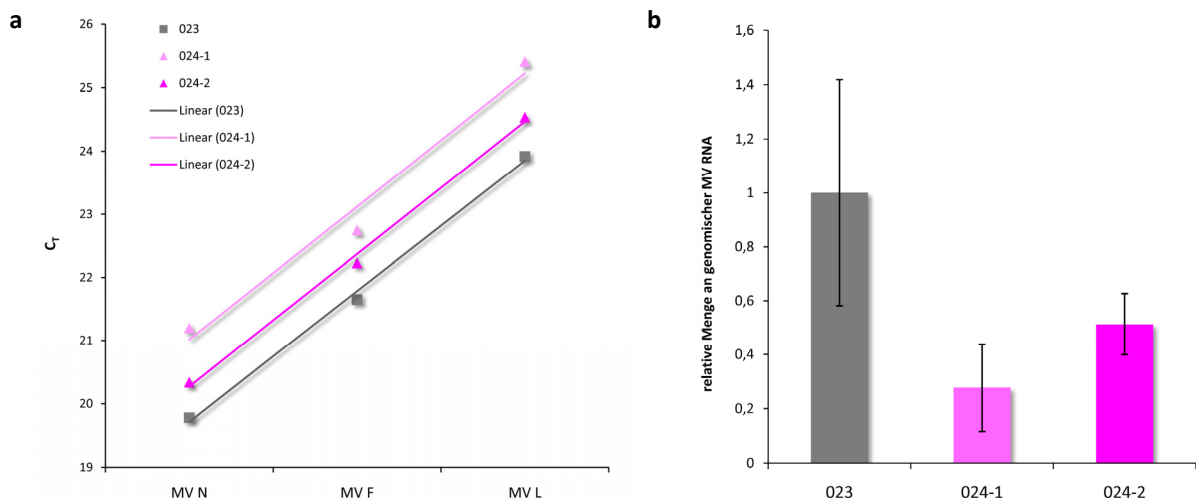 a
26
25
24
23
22
21
20
19
C_T
023
024-1
024-2
Linear (023)
Linear (024-1)
Linear (024-2)
MV N
MV F
MV L
b
1,6
1,4
1,2
1
0,8
0,6
0,4
0,2
0
relative Menge an genomischer MV RNA
023
024-1
024-2